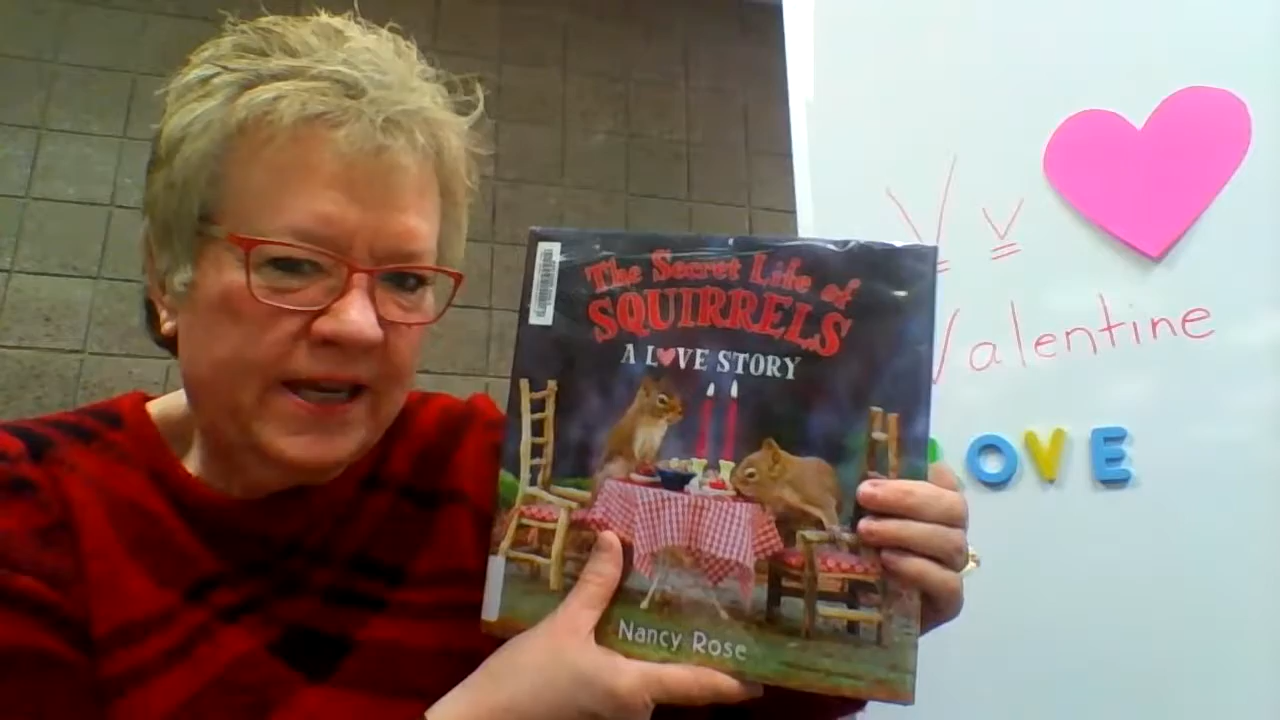 The Secret Life of
SQUIRRELS
A LOVE STORY
Nancy Rose
V v
Valentine
OVE